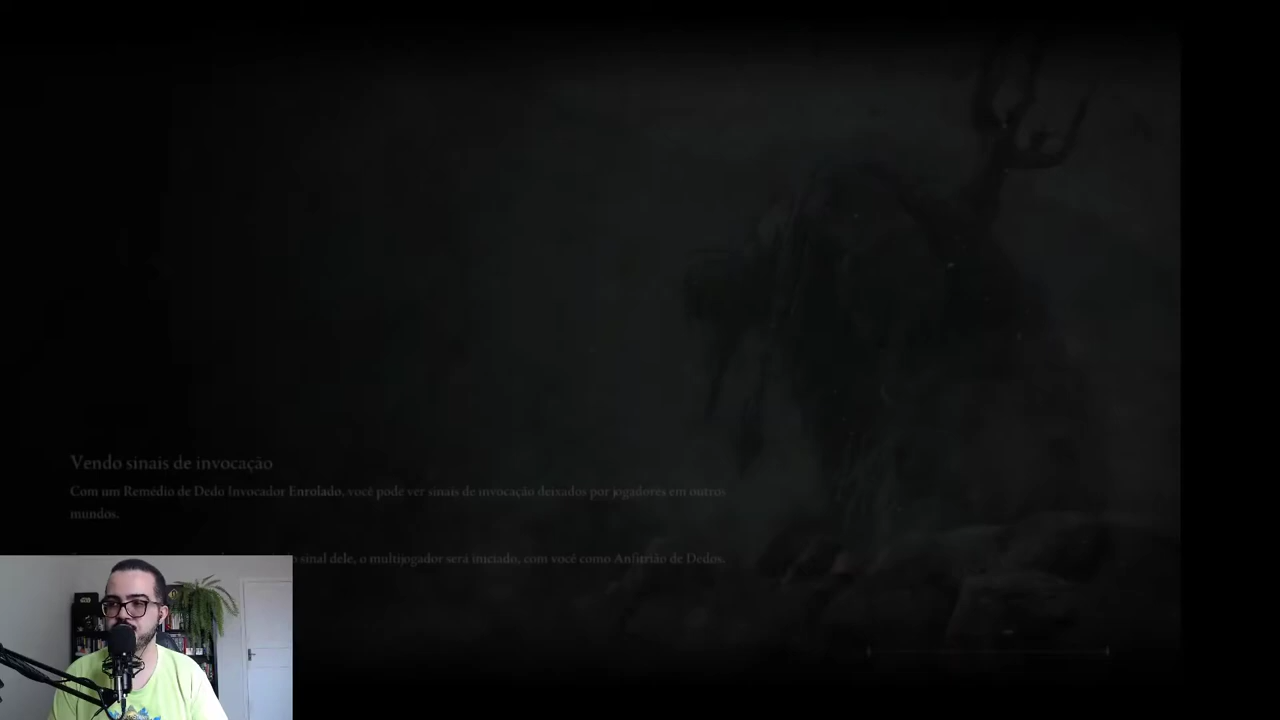 Vendo sinais de invocação
Com um Remédio de Dedo Invocador Enrolado, você pode ver sinais de invocação deixados por jogadores em outros
mundos.
sinal dele, o multijogador será iniciado, com você como Anfitrião de Dedos.